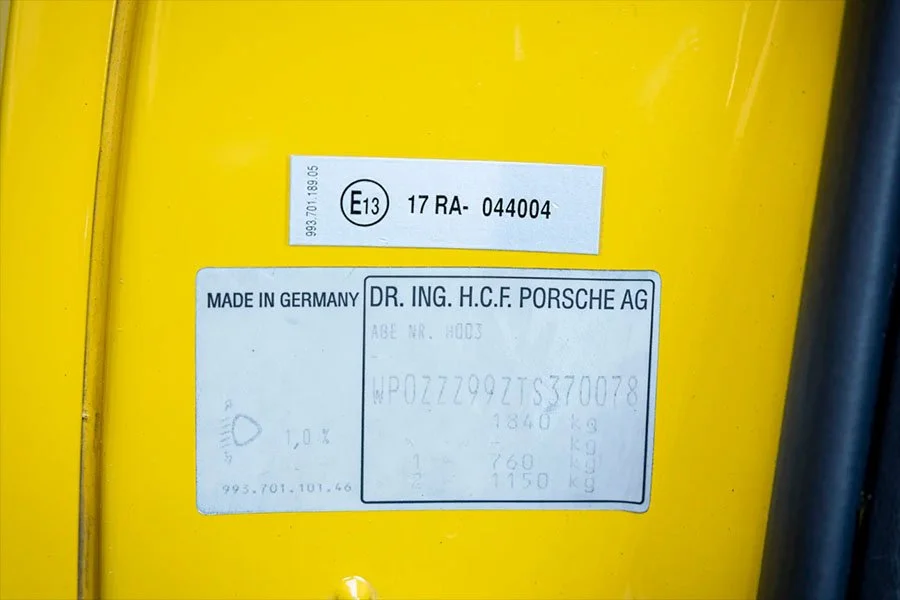 993.701.189.05
E13 17 RA- 044004
MADE IN GERMANY
DR. ING. H.C.F. PORSCHE AG
ABE NR. H003
-
WP0ZZZ99ZTS370078
1840 kg
- kg
1 - 760 kg
2 - 1150 kg
1,0 %
993.701.101.46